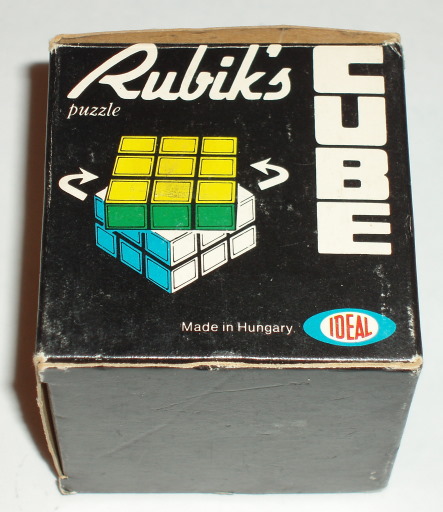 Rubik's
puzzle
CUBE
Made in Hungary
IDEAL